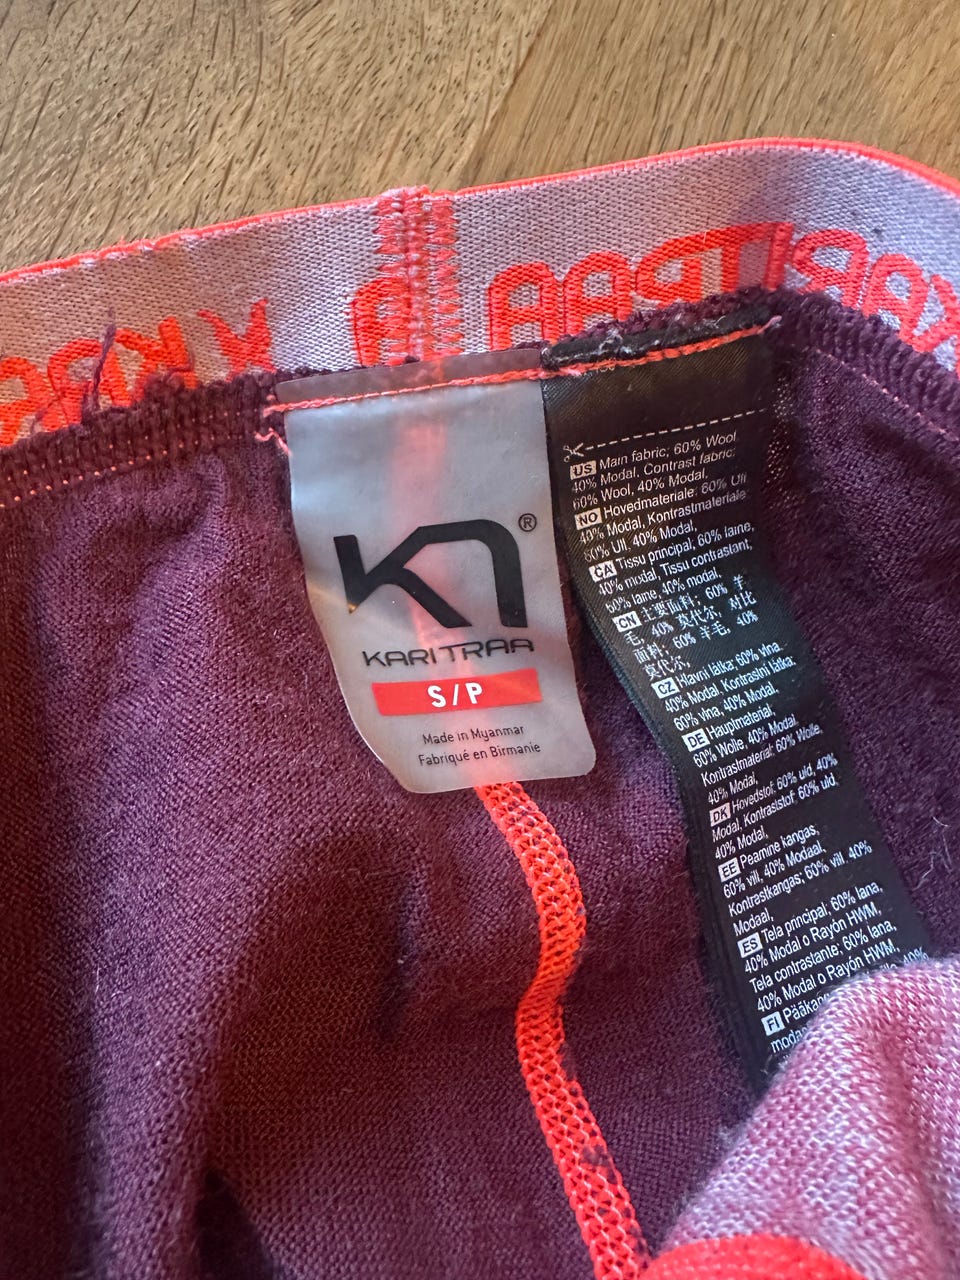 KARI TRAA
KARI
®
KARI TRAA
S/P
Made in Myanmar
Fabriqué en Birmanie
US Main fabric; 60% Wool,
40% Modal, Contrast fabric;
60% Wool, 40% Modal,
NO Hovedmateriale; 60% Ull
40% Modal, Kontrastmateriale
60% Ull, 40% Modal,
CA Tissu principal; 60% laine,
40% modal, Tissu contrastant;
60% laine, 40% modal,
CN 主要面料; 60% 羊
毛, 40% 莫代尔, 对比
面料; 60% 羊毛, 40%
莫代尔,
CZ Hlavní látka; 60% vlna,
40% Modal, Kontrastní látka;
60% vlna, 40% Modal,
DE Hauptmaterial;
60% Wolle, 40% Modal,
Kontrastmaterial; 60% Wolle,
40% Modal,
DK Hovedstof; 60% uld, 40%
Modal, Kontraststof; 60% uld,
40% Modal,
EE Peamine kangas;
60% vill, 40% Modaal,
Kontrastkangas; 60% vill, 40%
Modaal,
ES Tela principal; 60% lana,
40% Modal o Rayón HWM,
Tela contrastante; 60% lana,
40% Modal o Rayón HWM,
FI
40%